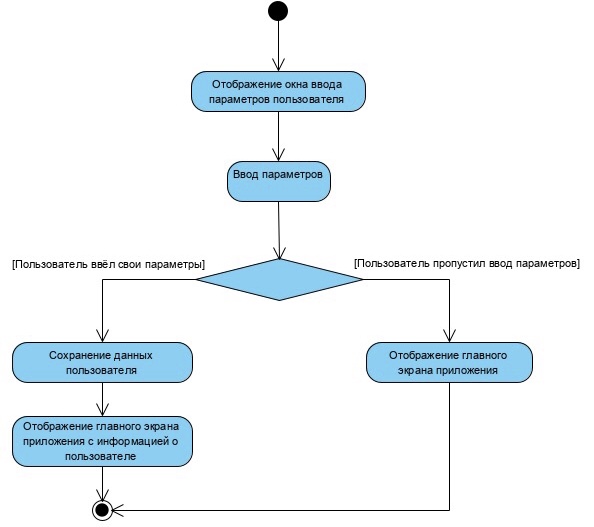 Отображение окна ввода
параметров пользователя
Ввод параметров
[Пользователь ввёл свои параметры]
[Пользователь пропустил ввод параметров]
Сохранение данных
пользователя
Отображение главного
экрана приложения
Отображение главного экрана
приложения с информацией о
пользователе